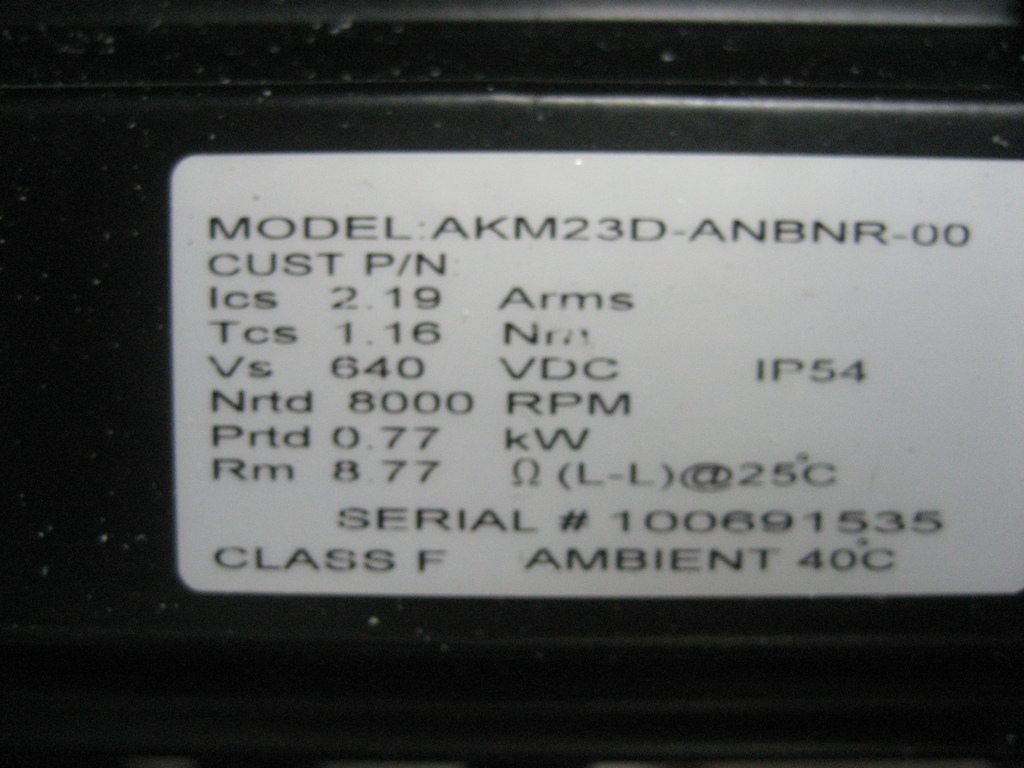 MODEL:AKM23D-ANBNR-00
CUST P/N:
Ics 2.19 Arms
Tcs 1.16 Nm
Vs 640 VDC IP54
Nrtd 8000 RPM
Prtd 0.77 kW
Rm 8.77 Ω (L-L)@25°C
SERIAL # 100691535
CLASS F AMBIENT 40°C